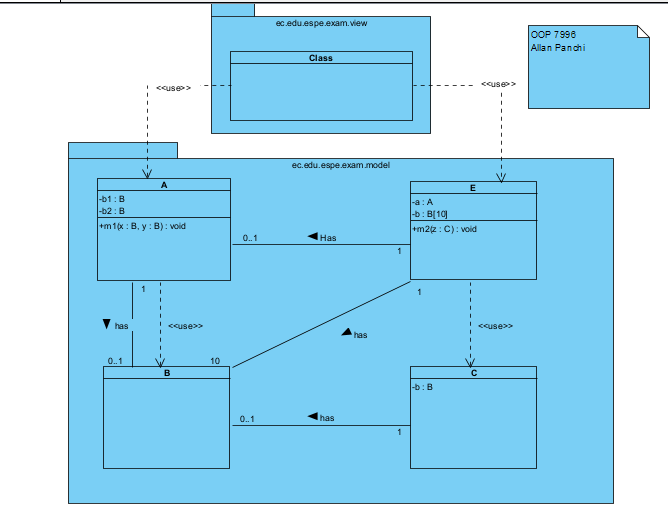 ec.edu.espe.exam.view
Class
<<use>>
<<use>>
OOP 7996
Allan Panchi
ec.edu.espe.exam.model
A
-b1 : B
-b2 : B
+m1(x : B, y : B) : void
E
-a : A
-b : B[10]
+m2(z : C) : void
0..1
Has
1
1
1
has
<<use>>
has
<<use>>
0..1
10
B
C
-b : B
0..1
has
1